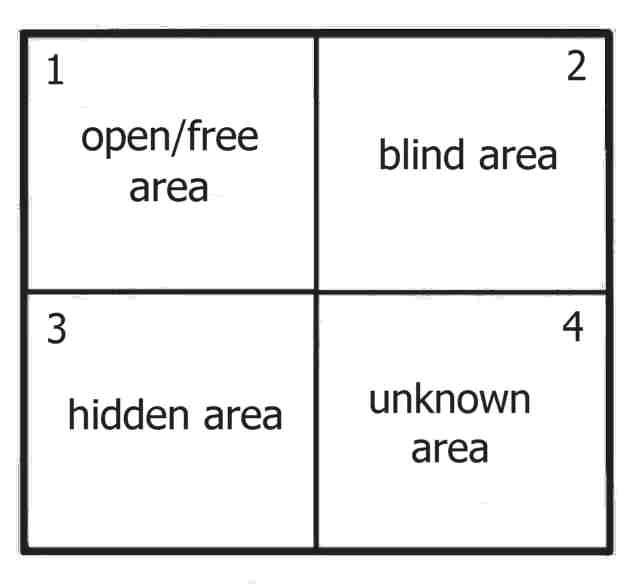 1
open/free
area
2
blind area
3
hidden area
4
unknown
area